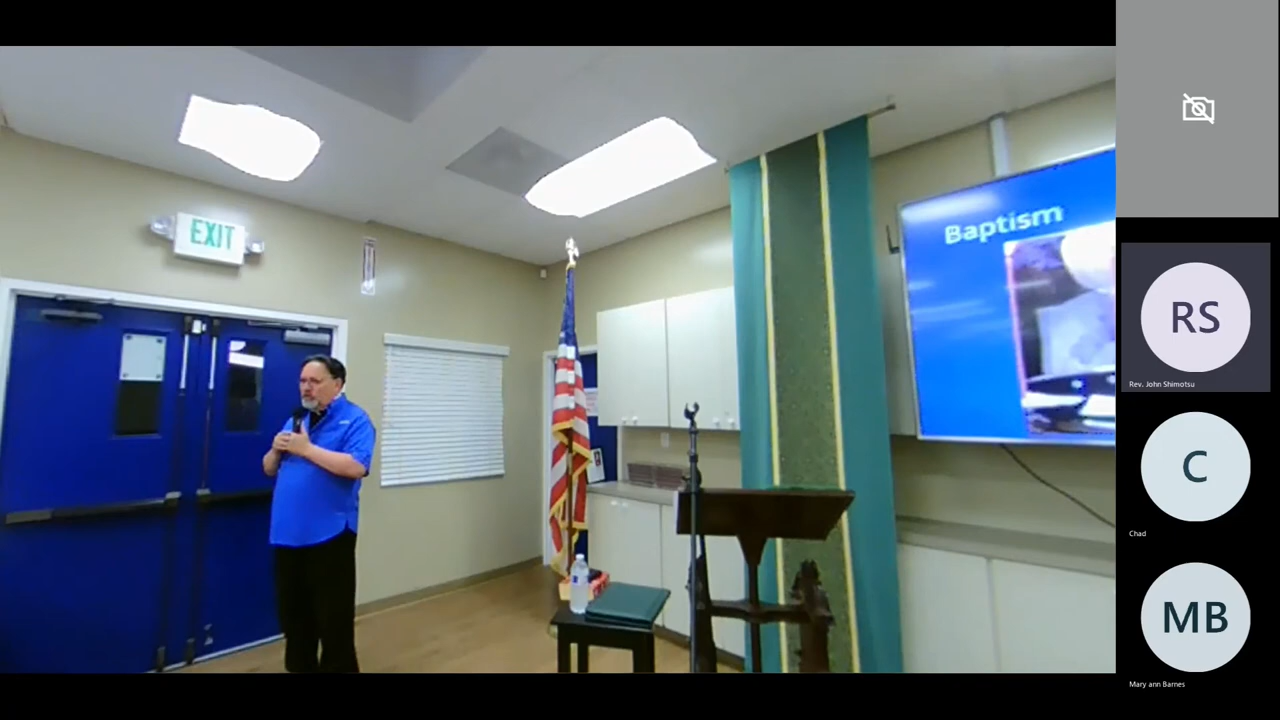 EXIT
Baptism
RS
Rev. John Shimotsu
C
Chad
MB
Mary ann Barnes